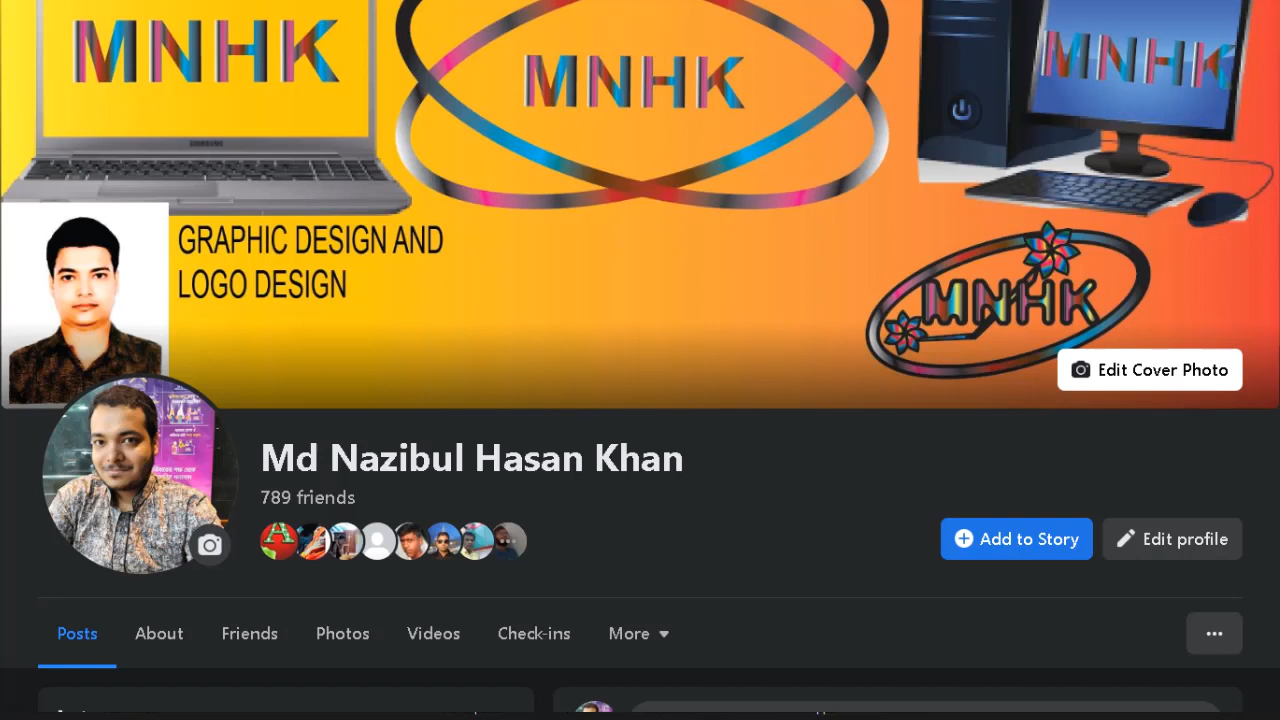 MNHK
MNHK
MNHK
SAMSUNG
GRAPHIC DESIGN AND
LOGO DESIGN
MNHK
Edit Cover Photo
Md Nazibul Hasan Khan
789 friends
Add to Story
Edit profile
Posts
About
Friends
Photos
Videos
Check-ins
More